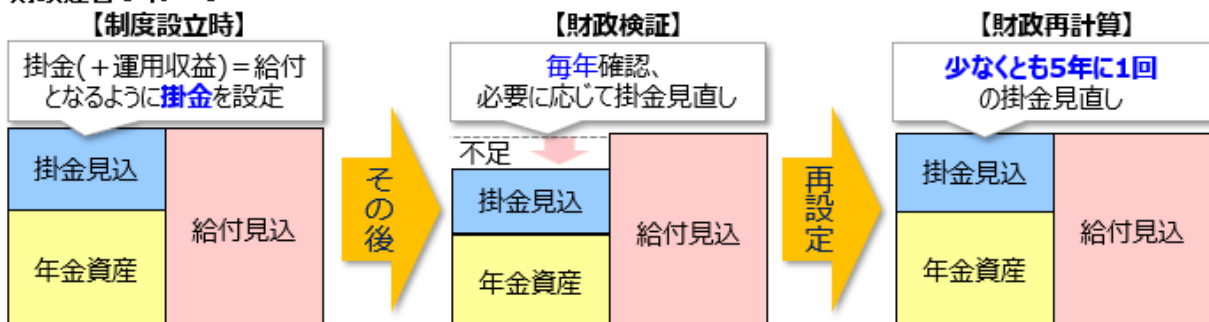 【制度設立時】
掛金(+運用収益)=給付
となるように掛金を設定
掛金見込
年金資産
給付見込
その後
【財政検証】
毎年確認、
必要に応じて掛金見直し
不足
掛金見込
年金資産
給付見込
再設定
【財政再計算】
少なくとも5年に1回
の掛金見直し
掛金見込
年金資産
給付見込